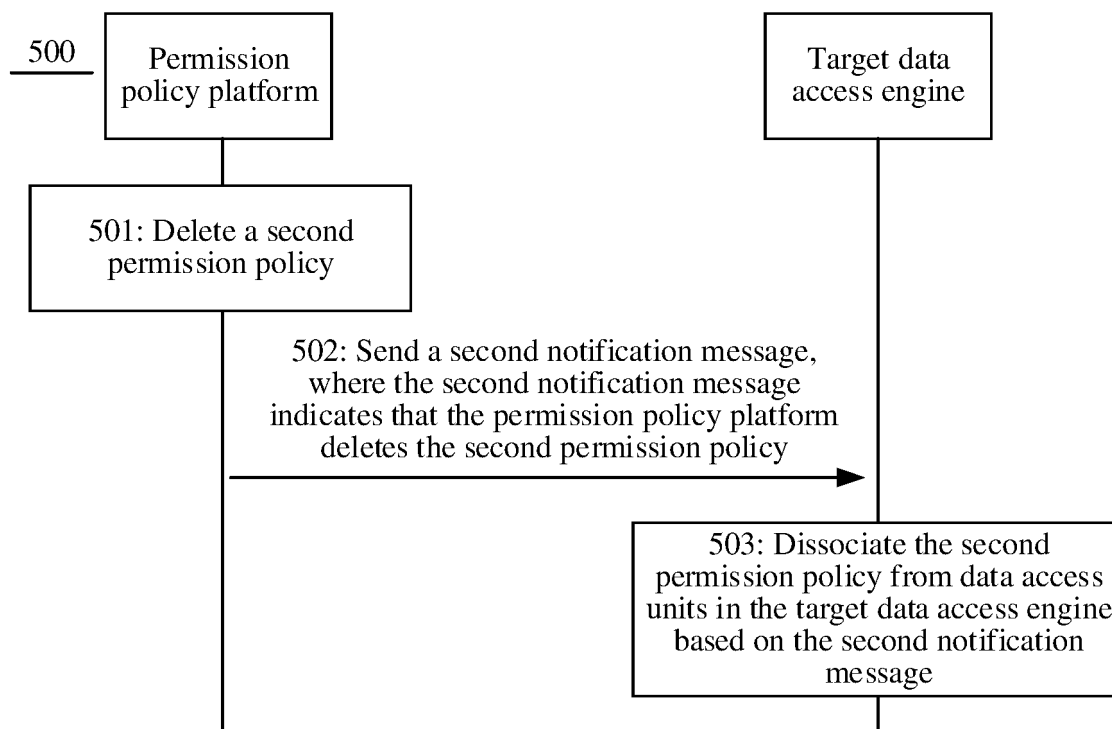 500
Permission
policy platform
Target data
access engine
501: Delete a second
permission policy
502: Send a second notification message,
where the second notification message
indicates that the permission policy platform
deletes the second permission policy
503: Dissociate the second
permission policy from data access
units in the target data access engine
based on the second notification
message